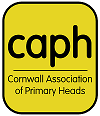 caph
Cornwall Association
of Primary Heads